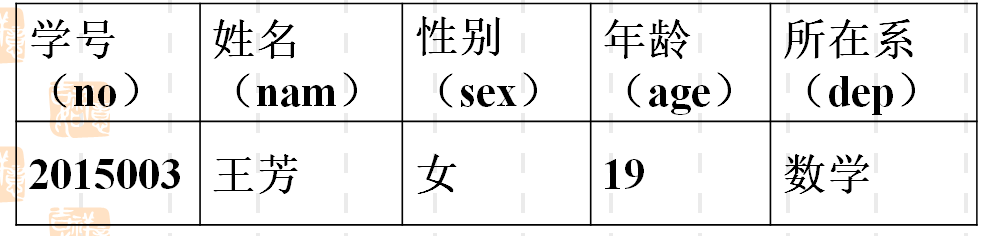 学号 姓名 性别 年龄 所在系
（no） （nam） （sex） （age） （dep）
2015003 王芳 女 19 数学